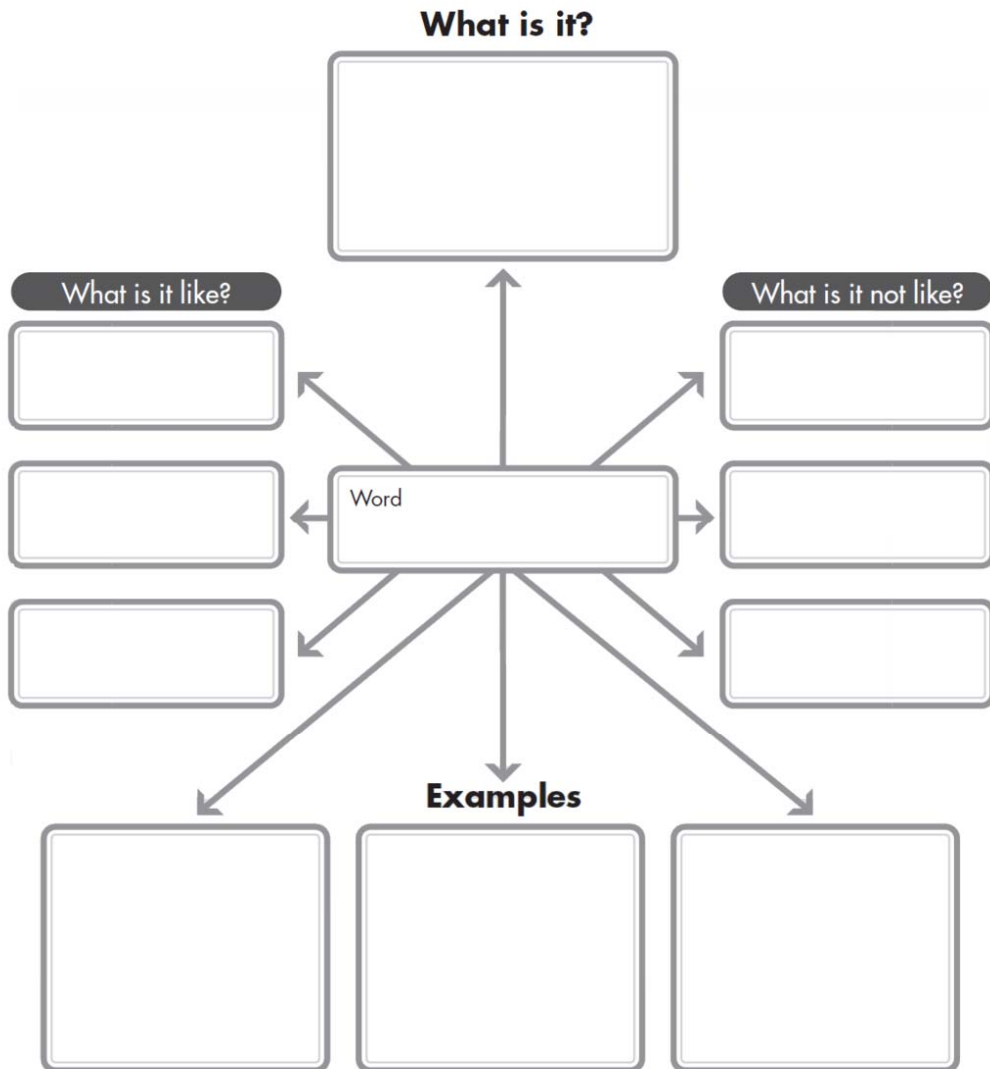 What is it?
What is it like?
What is it not like?
Word
Examples